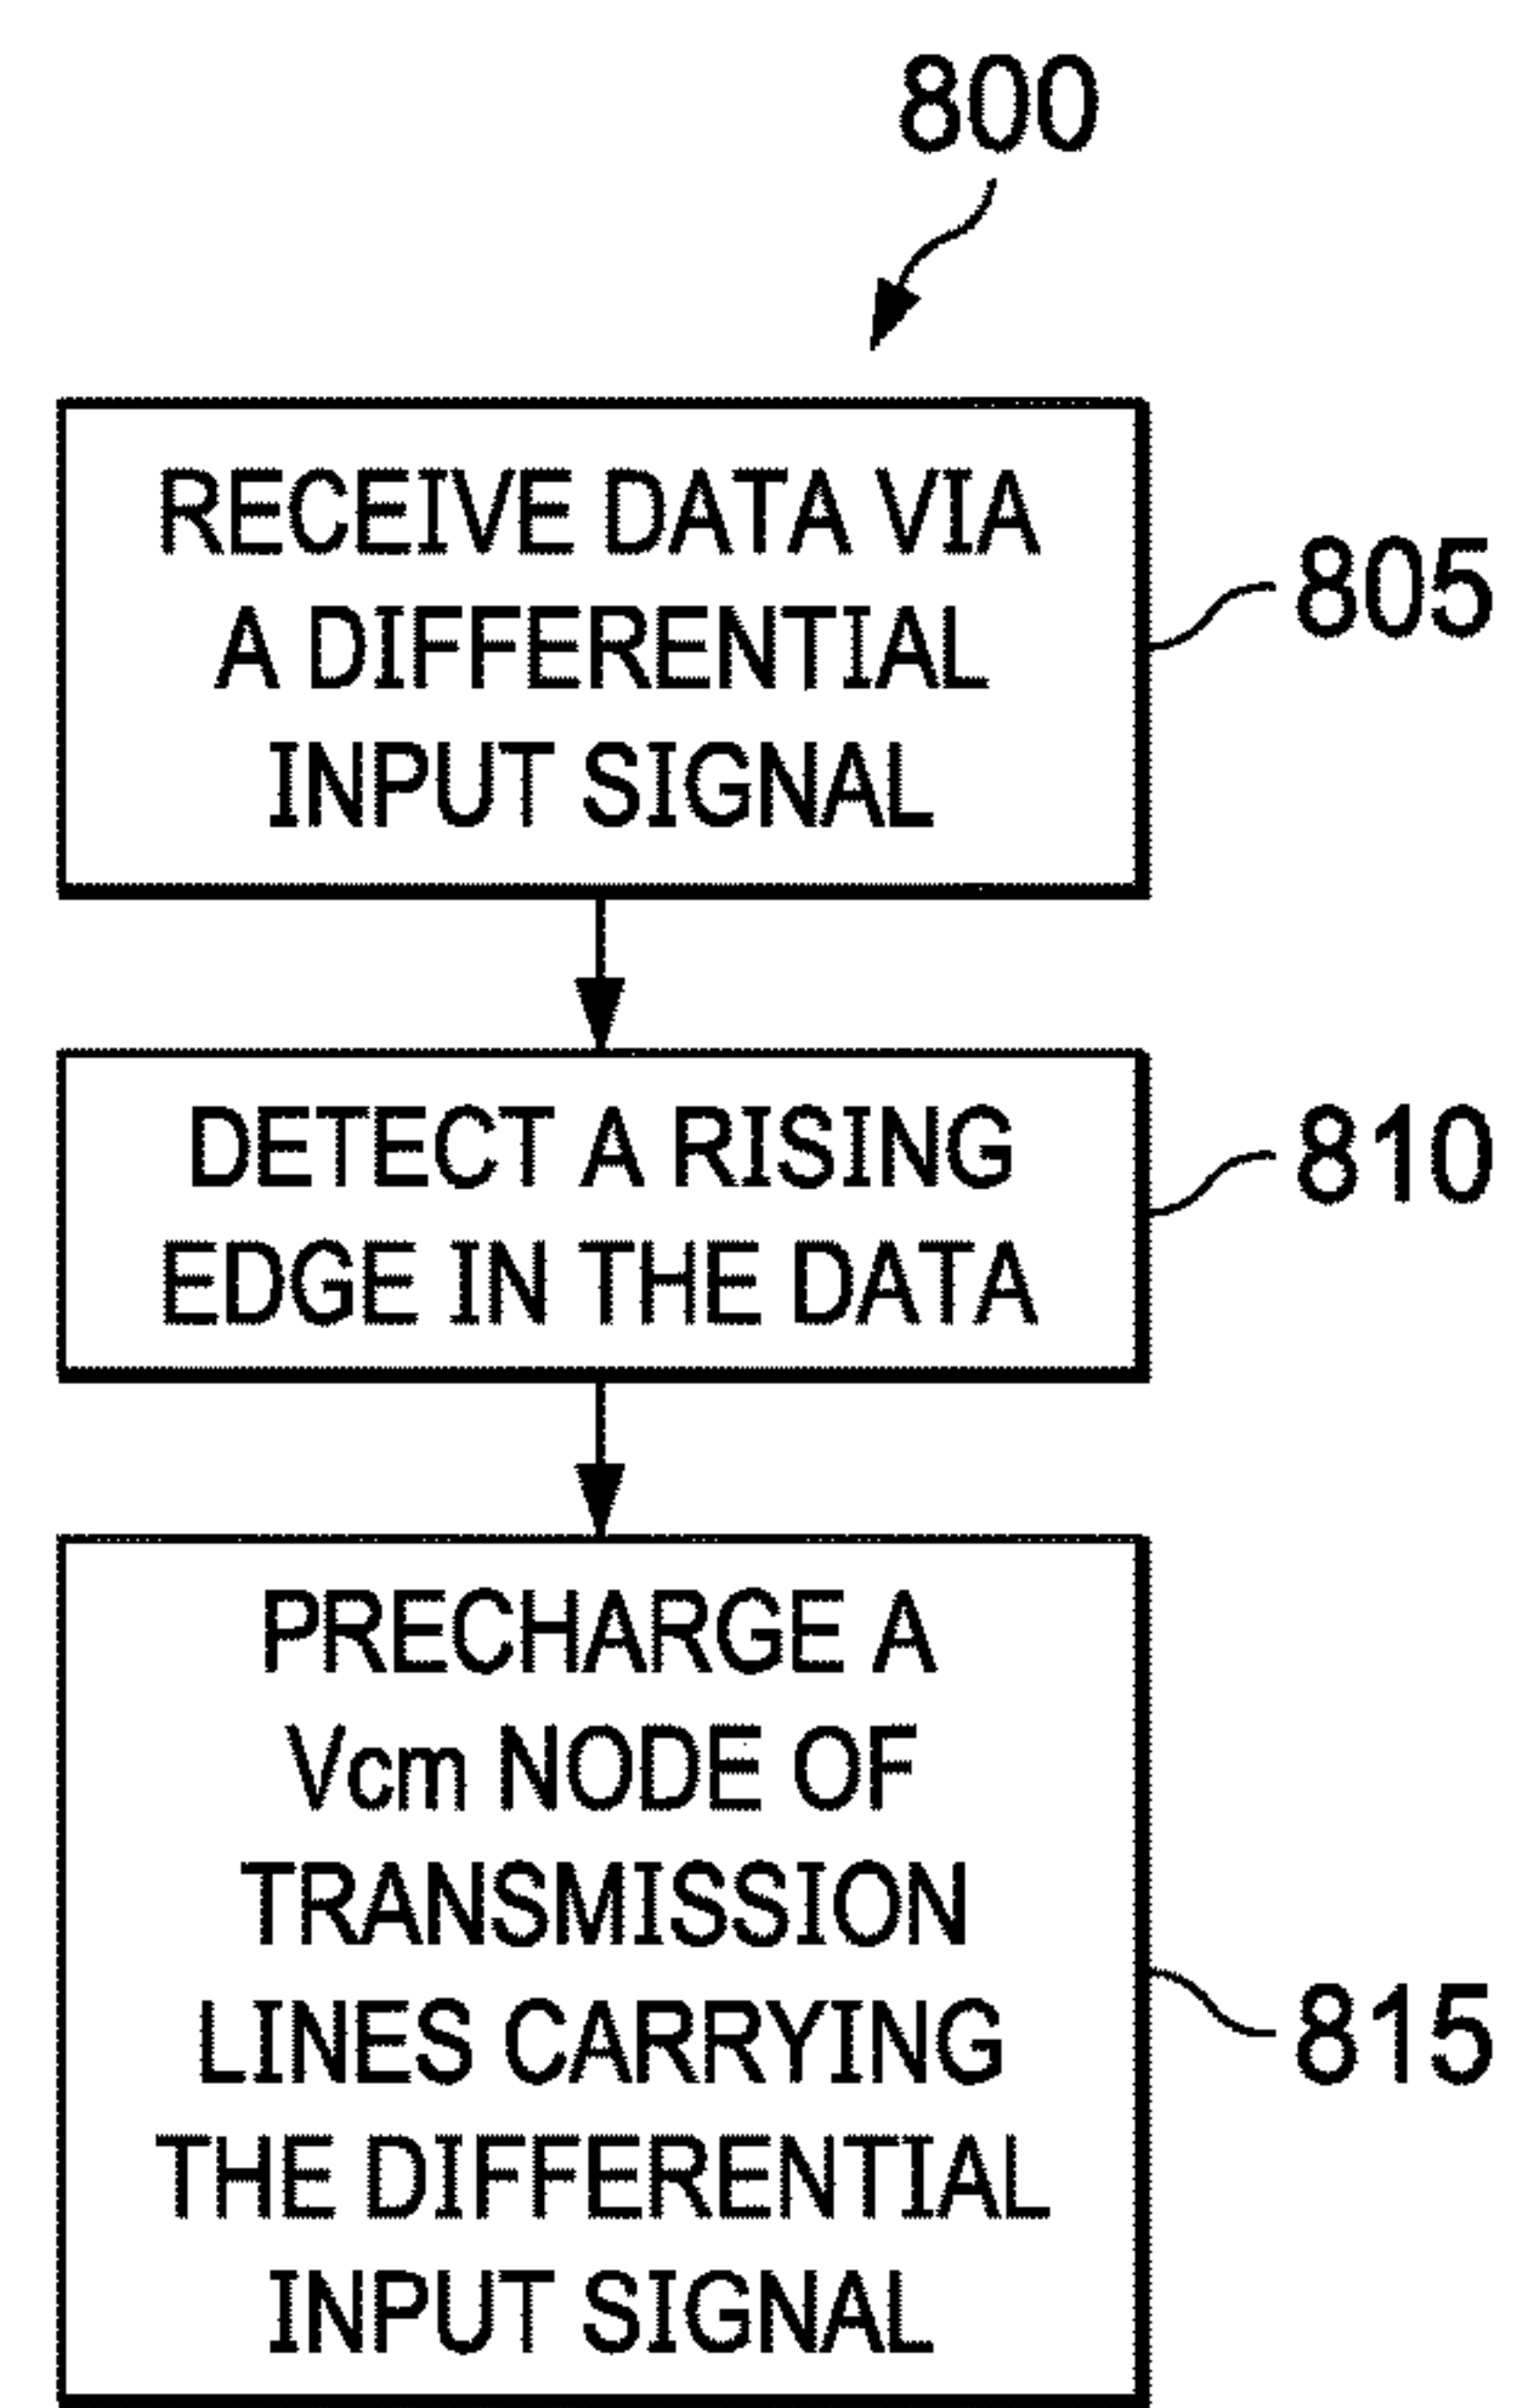 800
RECEIVE DATA VIA
A DIFFERENTIAL
INPUT SIGNAL
805
DETECT A RISING
EDGE IN THE DATA
810
PRECHARGE A
Vcm NODE OF
TRANSMISSION
LINES CARRYING
THE DIFFERENTIAL
INPUT SIGNAL
815